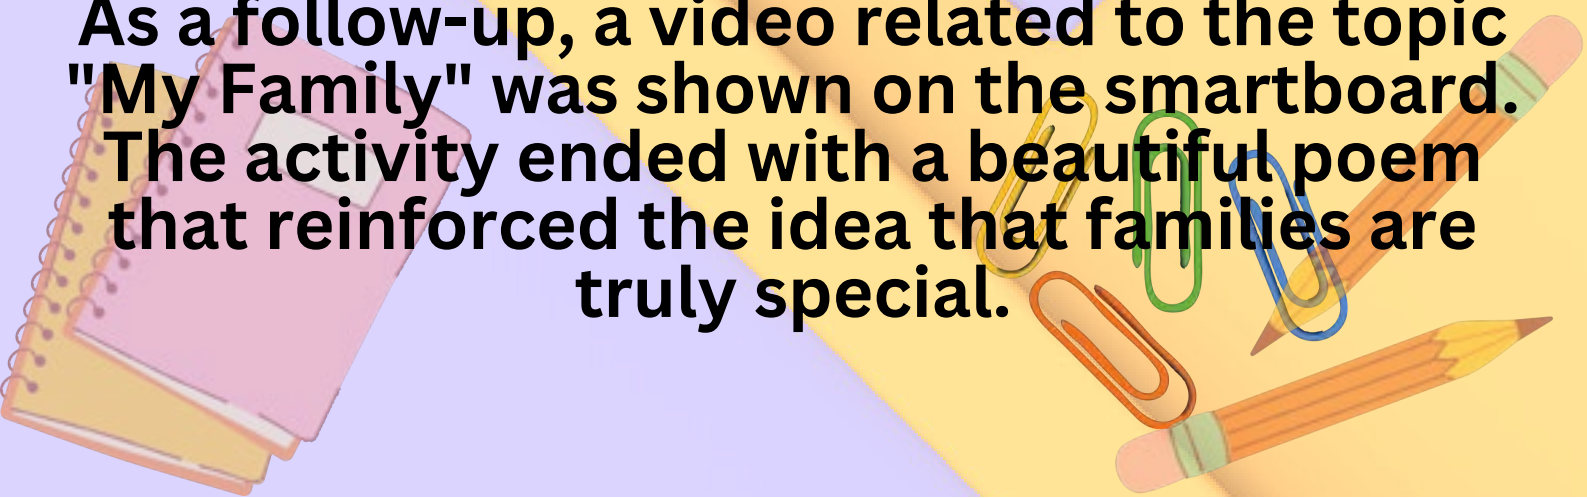 As a follow-up, a video related to the topic
"My Family" was shown on the smartboard.
The activity ended with a beautiful poem
that reinforced the idea that families are
truly special.